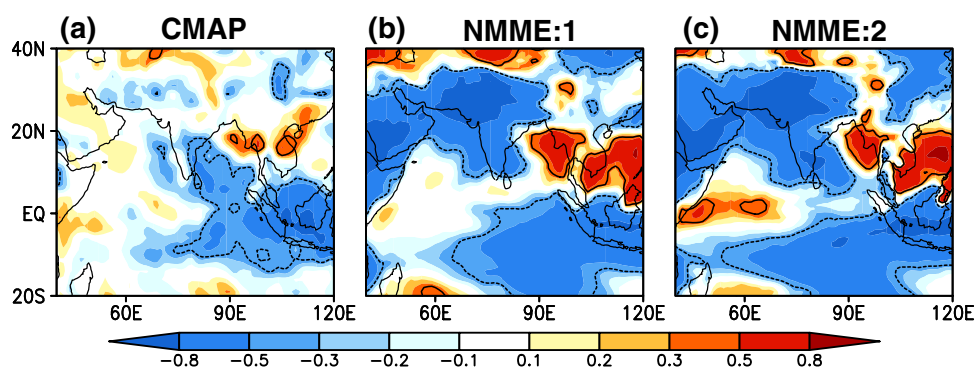 (a) CMAP (b) NMME:1 (c) NMME:2
40N
20N
EQ
20S
60E 90E 120E 60E 90E 120E 60E 90E 120E
−0.8 −0.5 −0.3 −0.2 −0.1 0.1 0.2 0.3 0.5 0.8